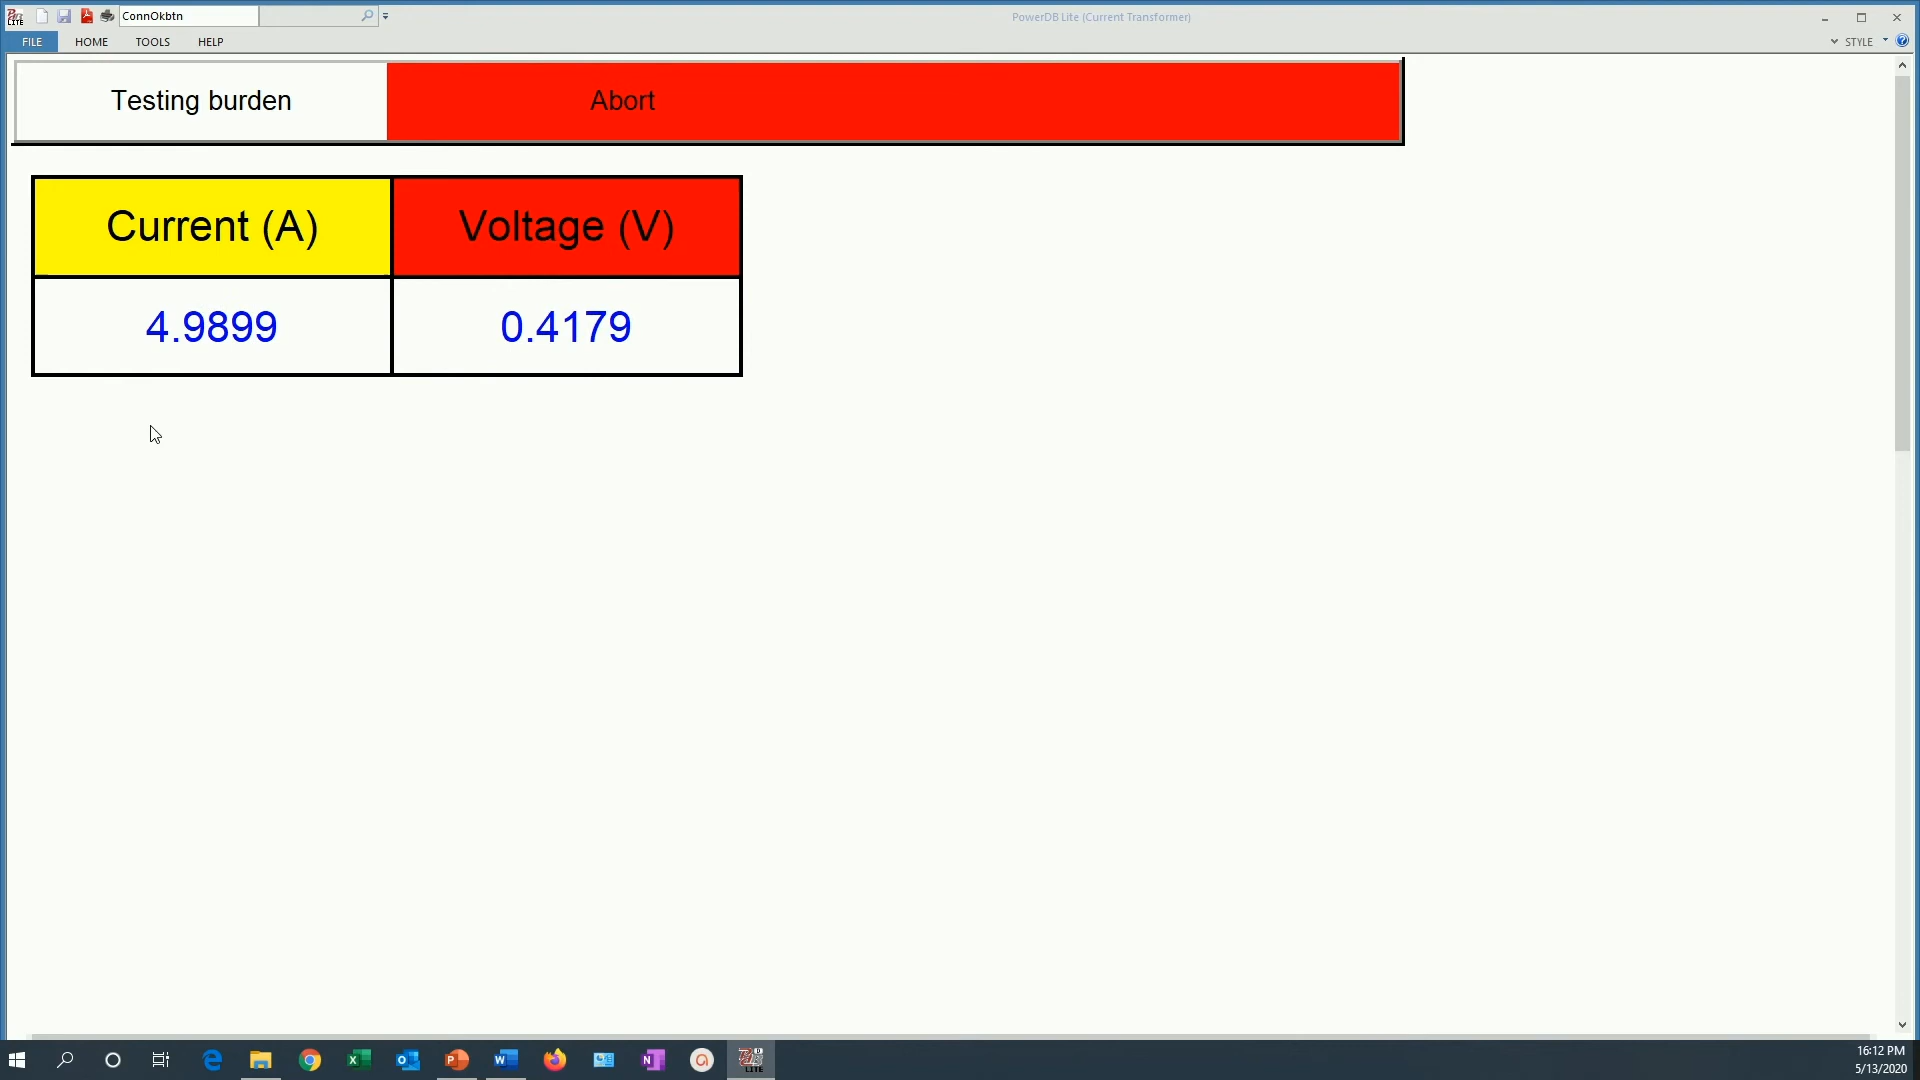 ConnOkbtn
PowerDB Lite (Current Transformer)
FILE HOME TOOLS HELP
STYLE
Testing burden
Abort
Current (A) Voltage (V)
4.9899 0.4179
LITE
16:12 PM
5/13/2020